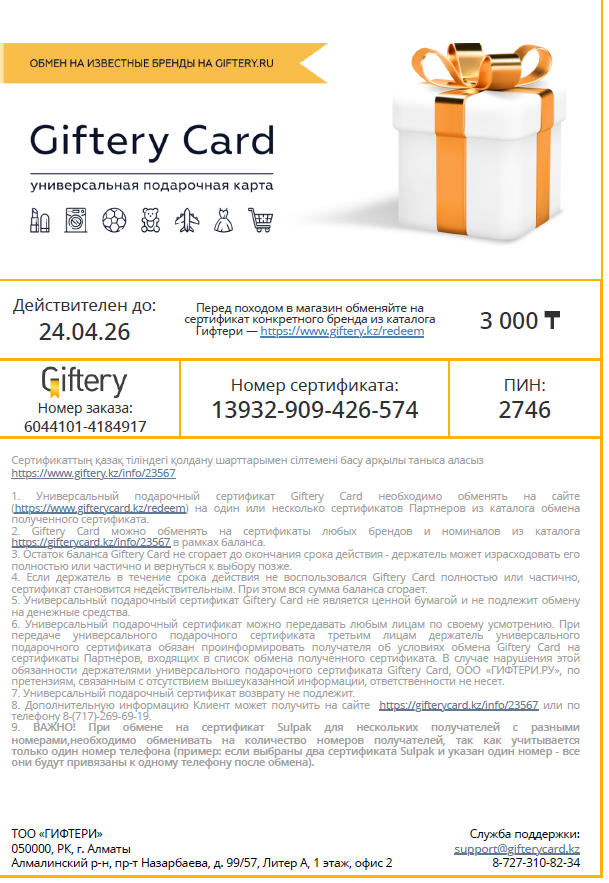 ОБМЕН НА ИЗВЕСТНЫЕ БРЕНДЫ НА GIFTERY.RU
Giftery Card
универсальная подарочная карта
Действителен до:
24.04.26
Перед походом в магазин обменяйте на
сертификат конкретного бренда из каталога
Гифтери — https://www.giftery.kz/redeem
3 000 ₸
Giftery
Номер заказа:
6044101-4184917
Номер сертификата:
13932-909-426-574
ПИН:
2746
Сертификаттың қазақ тіліндегі қолдану шарттарымен сілтемені басу арқылы таныса аласыз
https://www.giftery.kz/info/23567
1. Универсальный подарочный сертификат Giftery Card необходимо обменять на сайте
(https://www.gifterycard.kz/redeem) на один или несколько сертификатов Партнеров из каталога обмена
полученного сертификата.
2. Giftery Card можно обменять на сертификаты любых брендов и номиналов из каталога
https://gifterycard.kz/info/23567 в рамках баланса.
3. Остаток баланса Giftery Card не сгорает до окончания срока действия - держатель может израсходовать его
полностью или частично и вернуться к выбору позже.
4. Если держатель в течение срока действия не воспользовался Giftery Card полностью или частично,
сертификат становится недействительным. При этом вся сумма баланса сгорает.
5. Универсальный подарочный сертификат Giftery Card не является ценной бумагой и не подлежит обмену
на денежные средства.
6. Универсальный подарочный сертификат можно передавать любым лицам по своему усмотрению. При
передаче универсального подарочного сертификата третьим лицам держатель универсального
подарочного сертификата обязан проинформировать получателя об условиях обмена Giftery Card на
сертификаты Партнеров, входящих в список обмена полученного сертификата. В случае нарушения этой
обязанности держателями универсального подарочного сертификата Giftery Card, ООО «ГИФТЕРИ.РУ», по
претензиям, связанным с отсутствием вышеуказанной информации, ответственности не несет.
7. Универсальный подарочный сертификат возврату не подлежит.
8. Дополнительную информацию Клиент может получить на сайте https://gifterycard.kz/info/23567 или по
телефону 8-(717)-269-69-19.
9. ВАЖНО! При обмене на сертификат Sulpak для нескольких получателей с разными
номерами,необходимо обменивать на количество номеров получателей, так как учитывается
только один номер телефона (пример: если выбраны два сертификата Sulpak и указан один номер - все
они будут привязаны к одному телефону после обмена).
ТОО «ГИФТЕРИ»
050000, РК, г. Алматы
Алмалинский р-н, пр-т Назарбаева, д. 99/57, Литер А, 1 этаж, офис 2
Служба поддержки:
support@gifterycard.kz
8-727-310-82-34